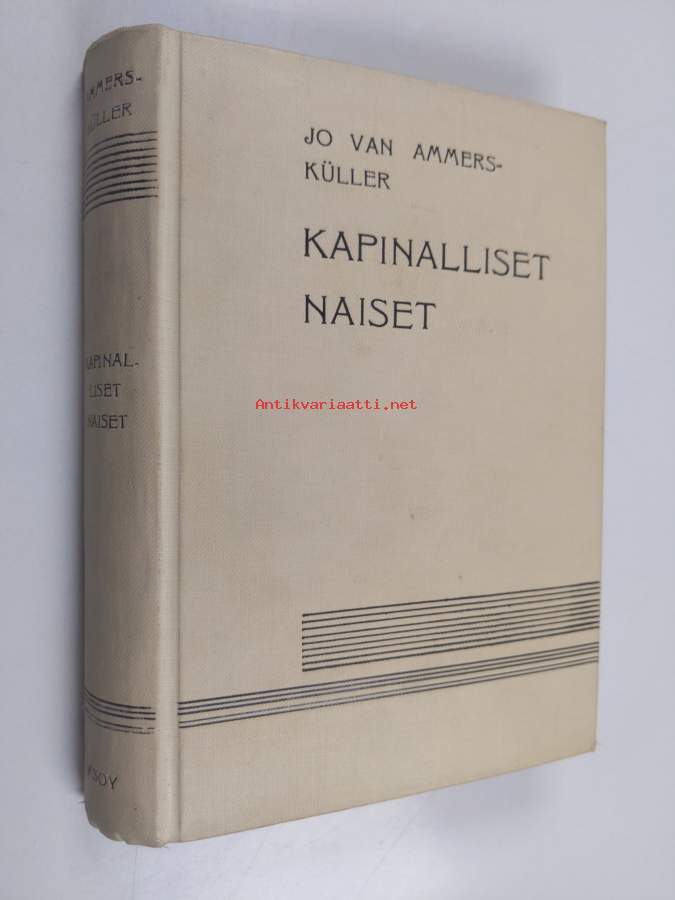 AMMERS-
KÜLLER
KAPINAL-
LISET
NAISET
WSOY
JO VAN AMMERS-
KÜLLER
KAPINALLISET
NAISET
Antikvariaatti.net